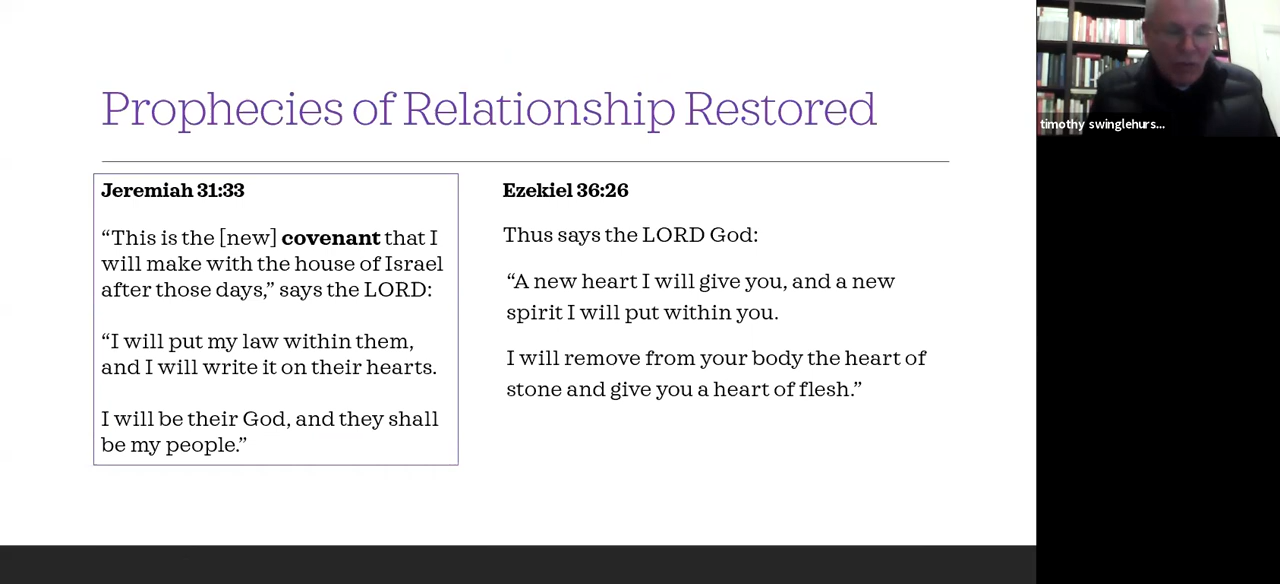 Prophecies of Relationship Restored
Jeremiah 31:33
“This is the [new] covenant that I
will make with the house of Israel
after those days,” says the LORD:
“I will put my law within them,
and I will write it on their hearts.
I will be their God, and they shall
be my people.”
Ezekiel 36:26
Thus says the LORD God:
“A new heart I will give you, and a new
spirit I will put within you.
I will remove from your body the heart of
stone and give you a heart of flesh.”
timothy swinglehurs...